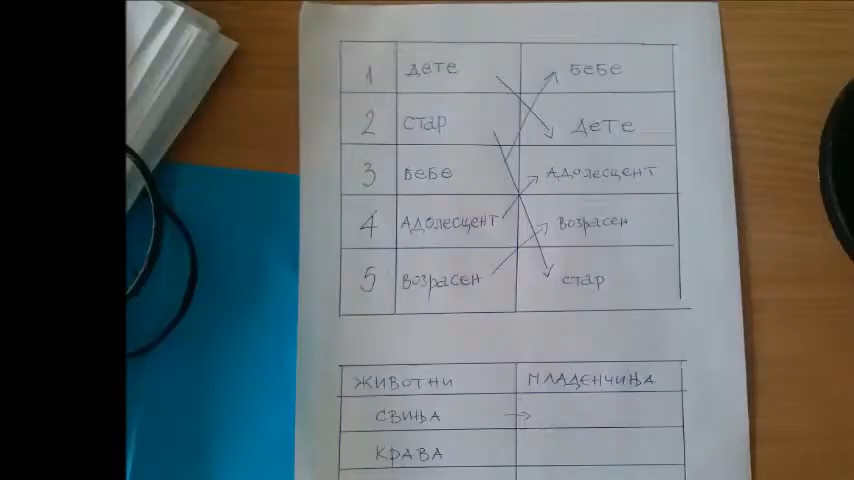 1 дете бебе
2 стар дете
3 бебе Адолесцент
4 Адолесцент возрасен
5 возрасен стар
ЖИВОТНИ МЛАДЕНЧИЊА
СВИЊА →
КРАВА